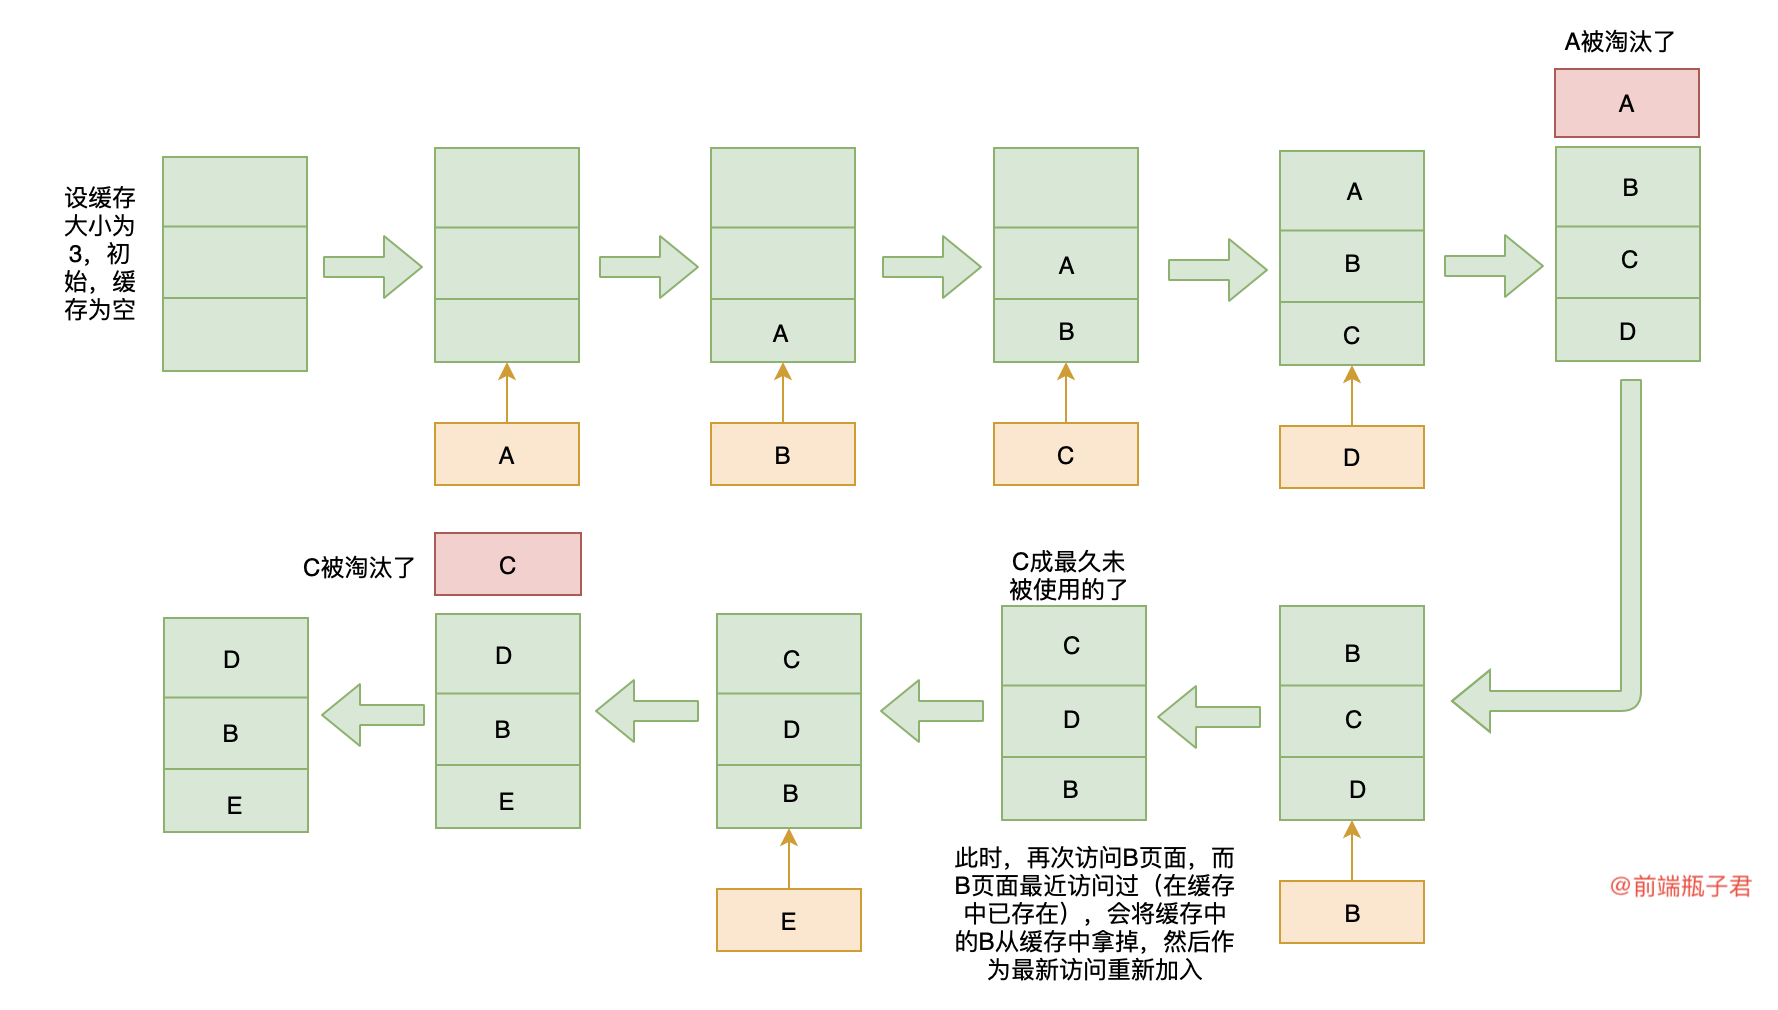 A被淘汰了
A
设缓存
大小为
3，初
始，缓
存为空
A
B
C
D
A
B
A
B
C
B
C
D
A
B
C
D
C被淘汰了
C
C成最久未
被使用的了
D
B
E
D
B
E
C
D
B
C
D
B
B
C
D
E
此时，再次访问B页面，而
B页面最近访问过（在缓存
中已存在），会将缓存中
的B从缓存中拿掉，然后作
为最新访问重新加入
B
@前端瓶子君